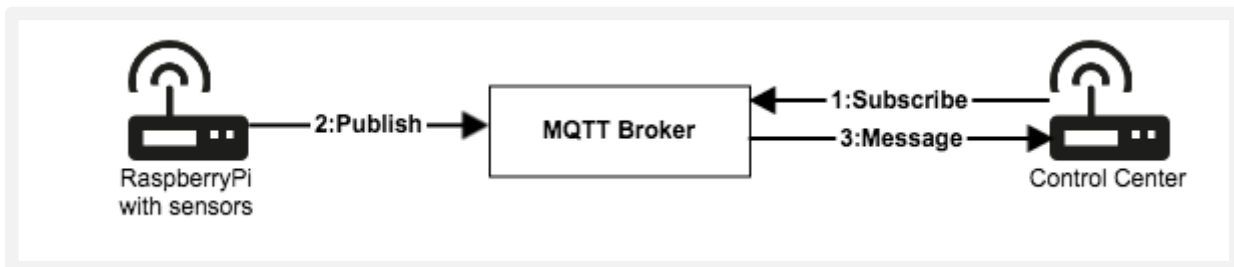 1:Subscribe
2:Publish
MQTT Broker
3:Message
RaspberryPi
with sensors
Control Center